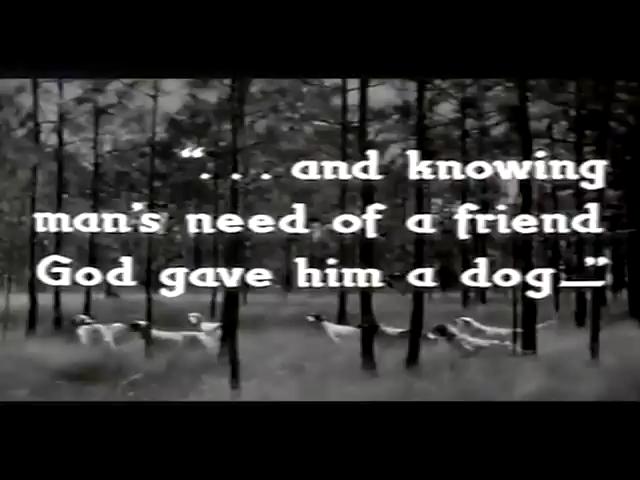 ". . . and knowing
man's need of a friend
God gave him a dog—"